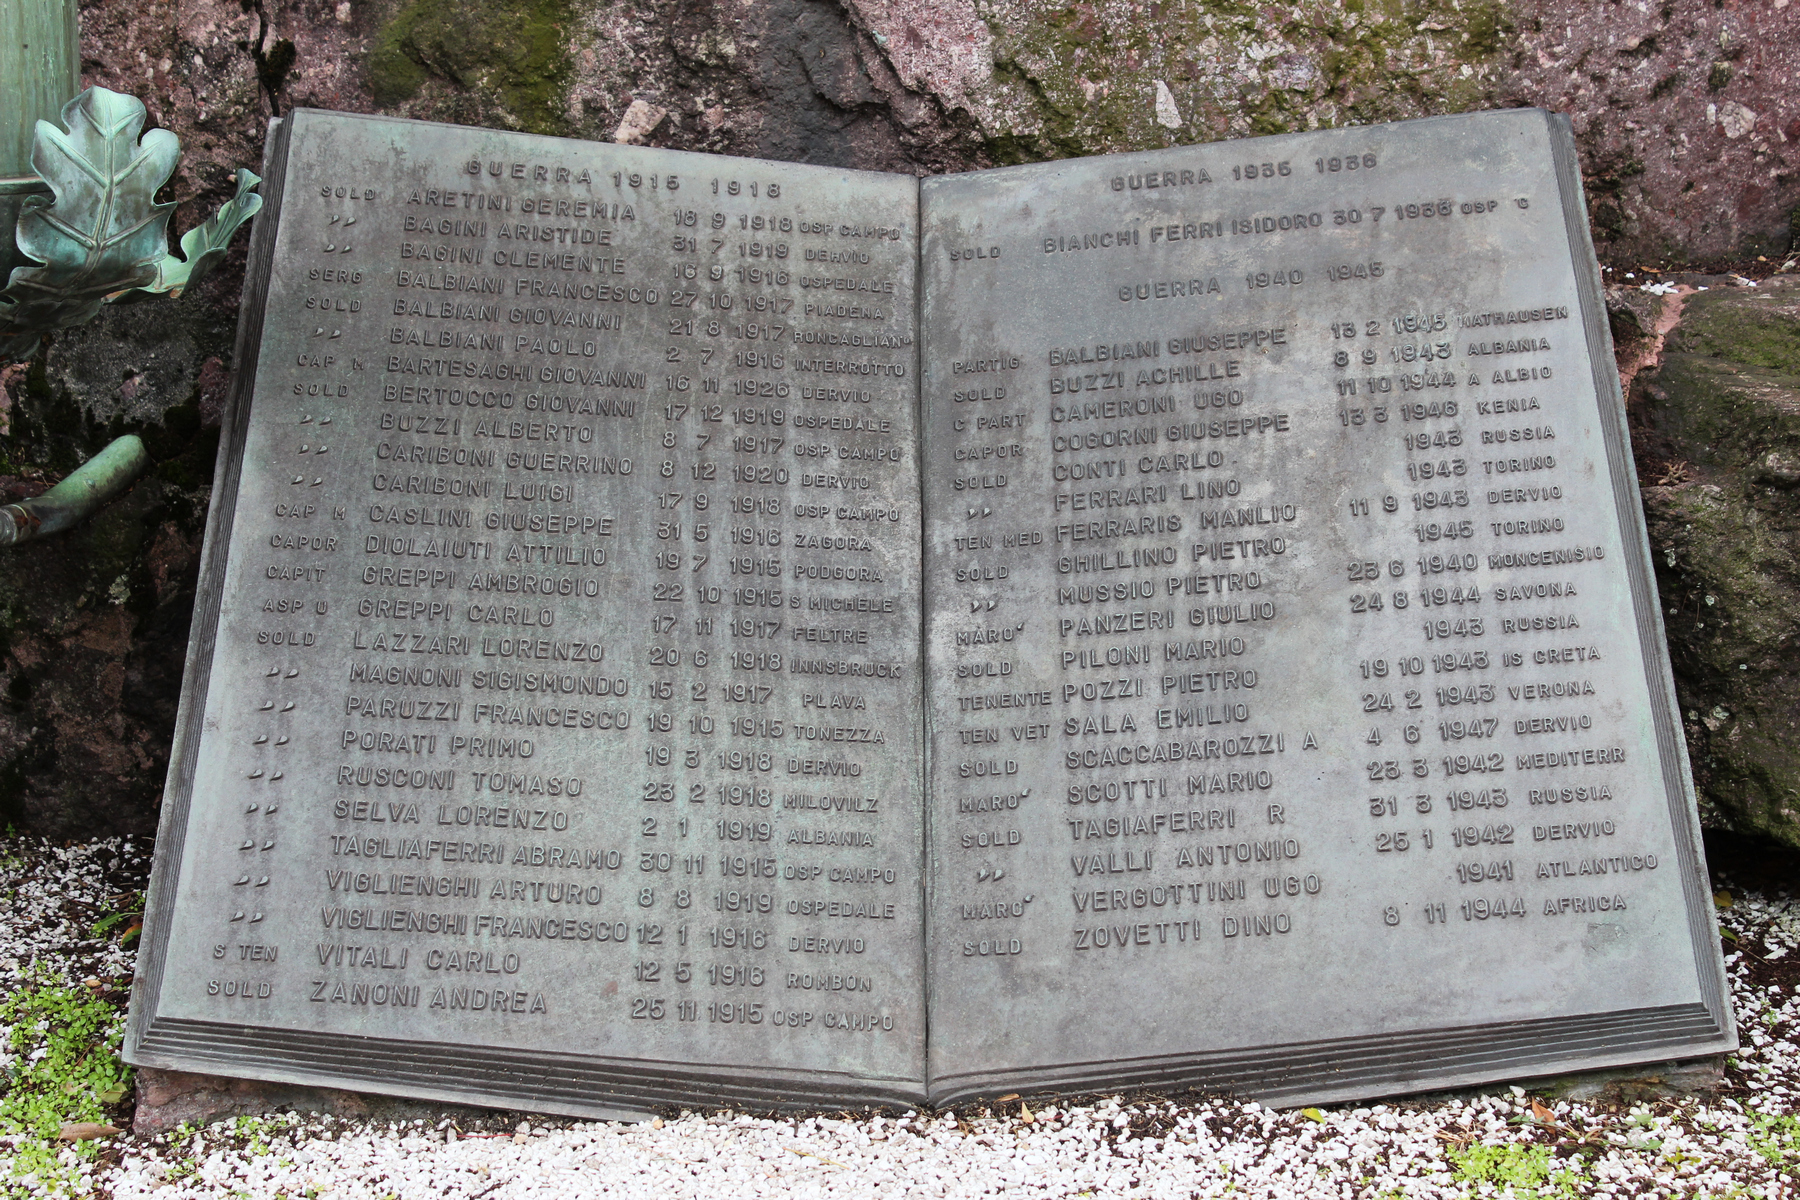 GUERRA 1915 1918
SOLD ARETINI GEREMIA 18 9 1918 OSP CAMPO
,, BAGINI ARISTIDE 31 7 1919 DERVIO
,, BAGINI CLEMENTE 16 9 1916 OSPEDALE
SERG BALBIANI FRANCESCO 27 10 1917 PIADENA
SOLD BALBIANI GIOVANNI 21 8 1917 RONCAGLIANO
,, BALBIANI PAOLO 2 7 1916 INTERROTTO
CAP M BARTESAGHI GIOVANNI 16 11 1926 DERVIO
SOLD BERTOCCO GIOVANNI 17 12 1919 OSPEDALE
,, BUZZI ALBERTO 8 7 1917 OSP CAMPO
,, CARIBONI GUERRINO 8 12 1920 DERVIO
,, CARIBONI LUIGI 17 9 1918 OSP CAMPO
CAP M CASLINI GIUSEPPE 31 5 1916 ZAGORA
CAPOR DIOLAIUTI ATTILIO 19 7 1915 PODGORA
CAPIT GREPPI AMBROGIO 22 10 1915 S MICHELE
ASP U GREPPI CARLO 17 11 1917 FELTRE
SOLD LAZZARI LORENZO 20 6 1918 INNSBRUCK
,, MAGNONI SIGISMONDO 15 2 1917 PLAVA
,, PARUZZI FRANCESCO 19 10 1915 TONEZZA
,, PORATI PRIMO 19 3 1918 DERVIO
,, RUSCONI TOMASO 23 2 1918 MILOVILZ
,, SELVA LORENZO 2 1 1919 ALBANIA
,, TAGLIAFERRI ABRAMO 30 11 1915 OSP CAMPO
,, VIGLIENGHI ARTURO 8 8 1919 OSPEDALE
,, VIGLIENGHI FRANCESCO 12 1 1916 DERVIO
S TEN VITALI CARLO 12 5 1916 ROMBON
SOLD ZANONI ANDREA 25 11 1915 OSP CAMPO
GUERRA 1935 1936
SOLD BIANCHI FERRI ISIDORO 30 7 1936 OSP C
GUERRA 1940 1945
PARTIG BALBIANI GIUSEPPE 13 2 1945 MATHAUSEN
SOLD BUZZI ACHILLE 8 9 1943 ALBANIA
C PART CAMERONI UGO 11 10 1944 A ALBIO
CAPOR COGORNI GIUSEPPE 13 3 1946 KENIA
SOLD CONTI CARLO 1943 RUSSIA
,, FERRARI LINO 1943 TORINO
TEN MED FERRARIS MANLIO 11 9 1943 DERVIO
SOLD GHILLINO PIETRO 1945 TORINO
,, MUSSIO PIETRO 23 6 1940 MONCENISIO
MARO' PANZERI GIULIO 24 8 1944 SAVONA
SOLD PILONI MARIO 1943 RUSSIA
TENENTE POZZI PIETRO 19 10 1943 IS CRETA
TEN VET SALA EMILIO 24 2 1943 VERONA
SOLD SCACCABAROZZI A 4 6 1947 DERVIO
MARO' SCOTTI MARIO 23 3 1942 MEDITERR
SOLD TAGIAFERRI R 31 3 1943 RUSSIA
,, VALLI ANTONIO 25 1 1942 DERVIO
MARO' VERGOTTINI UGO 1941 ATLANTICO
SOLD ZOVETTI DINO 8 11 1944 AFRICA